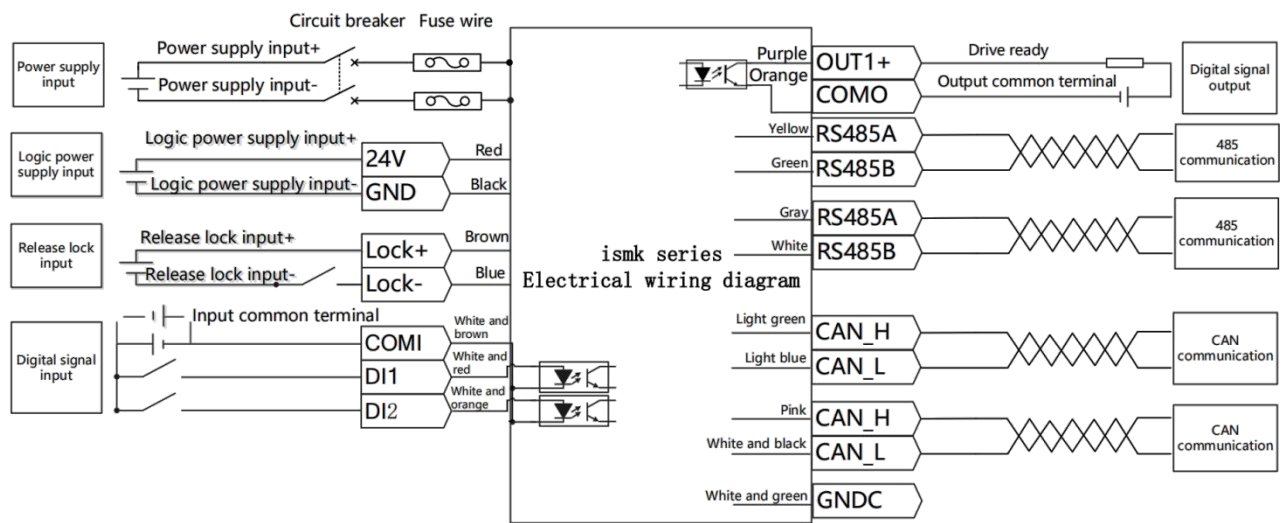 Circuit breaker Fuse wire
Power supply
input
Power supply input+
Power supply input-
Logic power
supply input
Logic power supply input+
Logic power supply input-
24V
GND
Red
Black
Release lock
input
Release lock input+
Release lock input-
Lock+
Lock-
Brown
Blue
Digital signal
input
Input common terminal
COMI
DI1
DI2
White and
brown
White and
red
White and
orange
ismk series
Electrical wiring diagram
Purple
Orange
OUT1+
COMO
Drive ready
Output common terminal
Digital signal
output
Yellow
Green
RS485A
RS485B
485
communication
Gray
White
RS485A
RS485B
485
communication
Light green
Light blue
CAN_H
CAN_L
CAN
communication
Pink
White and black
CAN_H
CAN_L
CAN
communication
White and green
GNDC